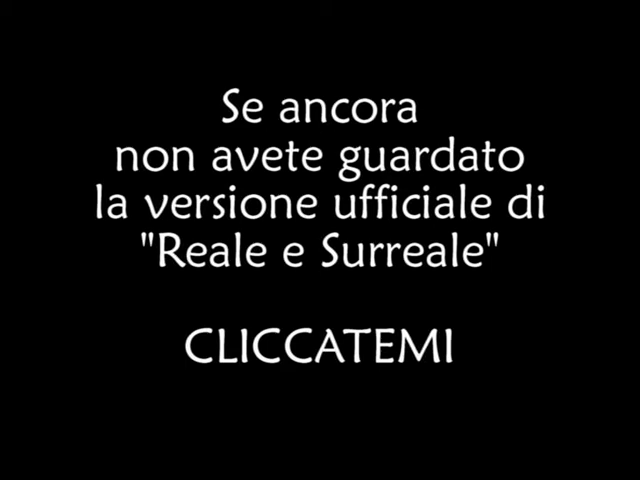 Se ancora
non avete guardato
la versione ufficiale di
"Reale e Surreale"
CLICCATEMI